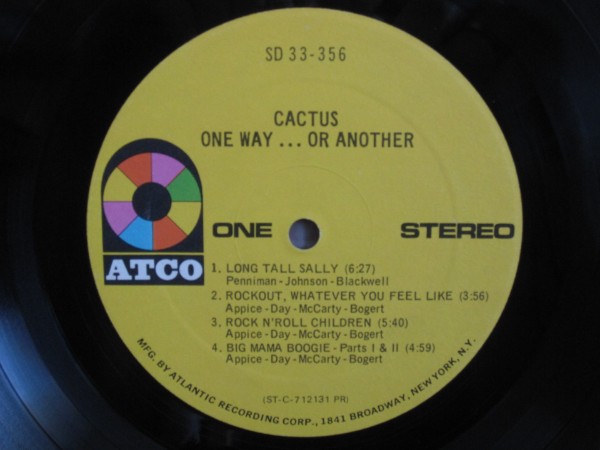 SD 33-356
CACTUS
ONE WAY ... OR ANOTHER
ATCO
ONE
STEREO
1. LONG TALL SALLY (6:27)
Penniman - Johnson - Blackwell
2. ROCKOUT, WHATEVER YOU FEEL LIKE (3:56)
Appice - Day - McCarty - Bogert
3. ROCK N'ROLL CHILDREN (5:40)
Appice - Day - McCarty - Bogert
4. BIG MAMA BOOGIE - Parts I & II (4:59)
Appice - Day - McCarty - Bogert
(ST-C-712131 PR)
MFG. BY ATLANTIC RECORDING CORP., 1841 BROADWAY, NEW YORK, N.Y.